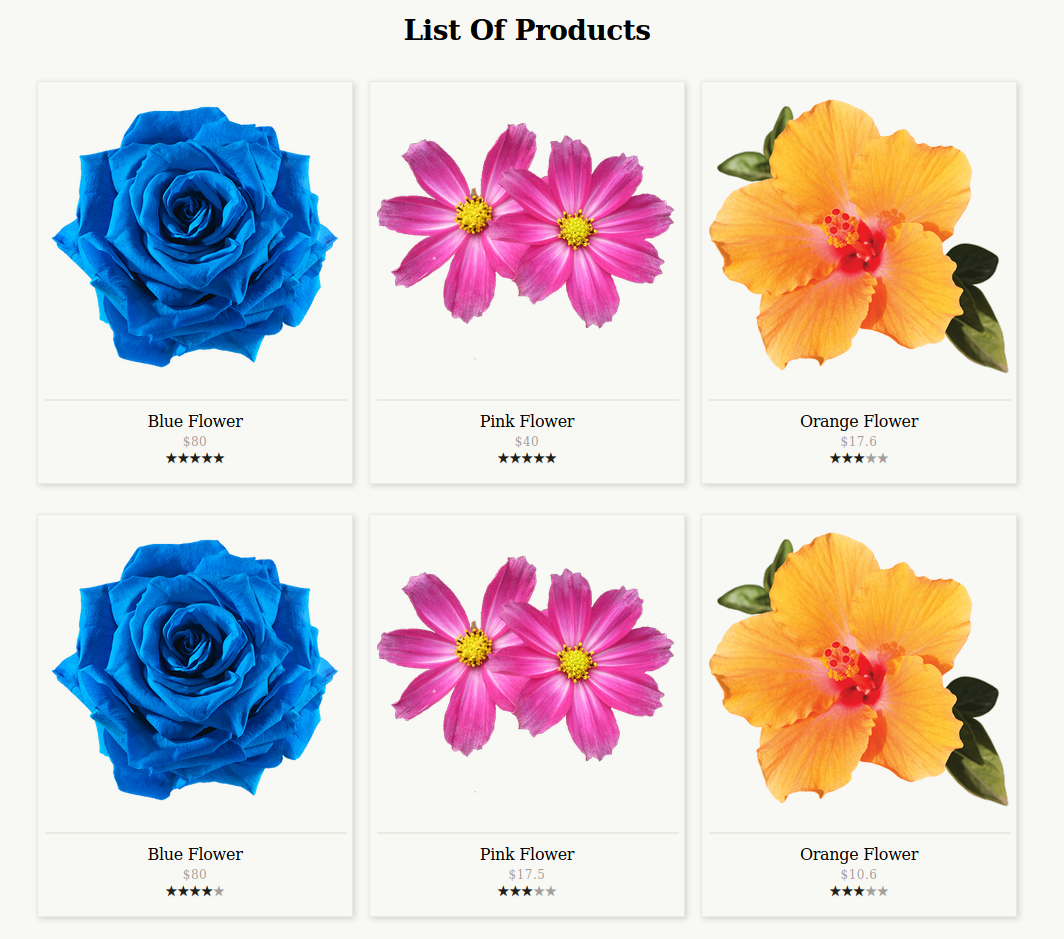 List Of Products
Blue Flower
$80
★★★★★
Pink Flower
$40
★★★★★
Orange Flower
$17.6
★★★★★
Blue Flower
$80
★★★★★
Pink Flower
$17.5
★★★★★
Orange Flower
$10.6
★★★★★